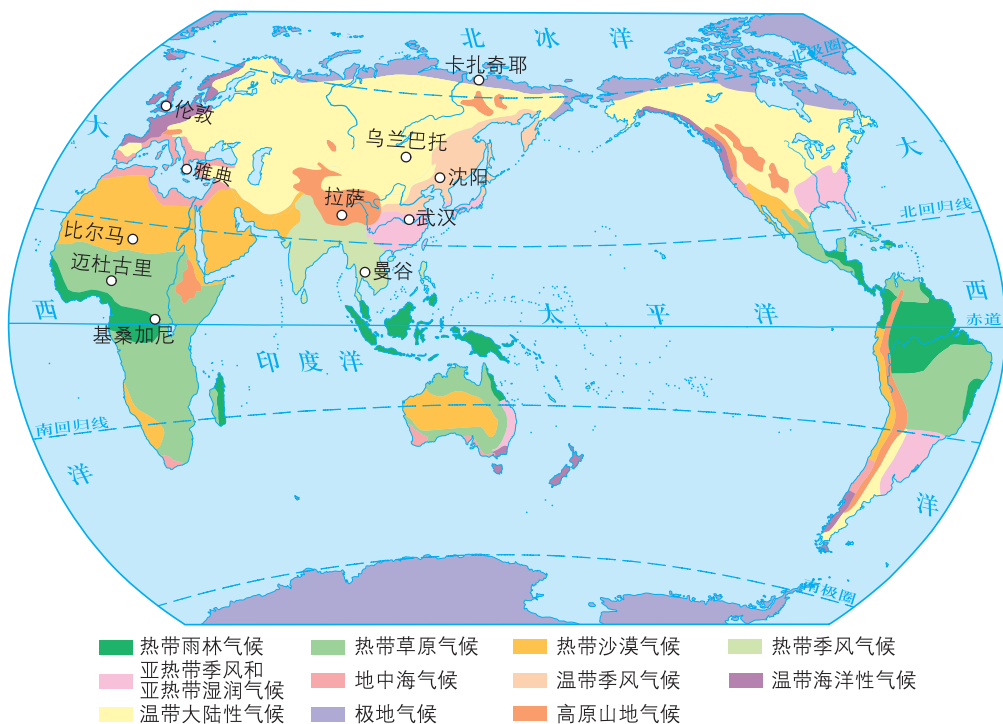 北 冰 洋
北极圈
卡扎奇耶
大
伦敦
乌兰巴托
大
雅典
沈阳
拉萨
武汉
北回归线
比尔马
迈杜古里
曼谷
西
西
太 平 洋
赤道
基桑加尼
印 度 洋
南回归线
洋
洋
南极圈
热带雨林气候
热带草原气候
热带沙漠气候
热带季风气候
亚热带季风和
亚热带湿润气候
地中海气候
温带季风气候
温带海洋性气候
温带大陆性气候
极地气候
高原山地气候